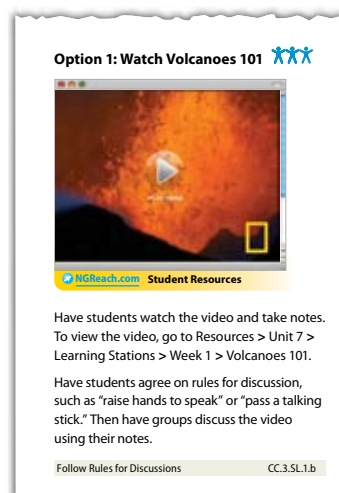 Option 1: Watch Volcanoes 101
PLAY VIDEO
NGReach.com Student Resources
Have students watch the video and take notes.
To view the video, go to Resources > Unit 7 >
Learning Stations > Week 1 > Volcanoes 101.
Have students agree on rules for discussion,
such as “raise hands to speak” or “pass a talking
stick.” Then have groups discuss the video
using their notes.
Follow Rules for Discussions CC.3.SL.1.b